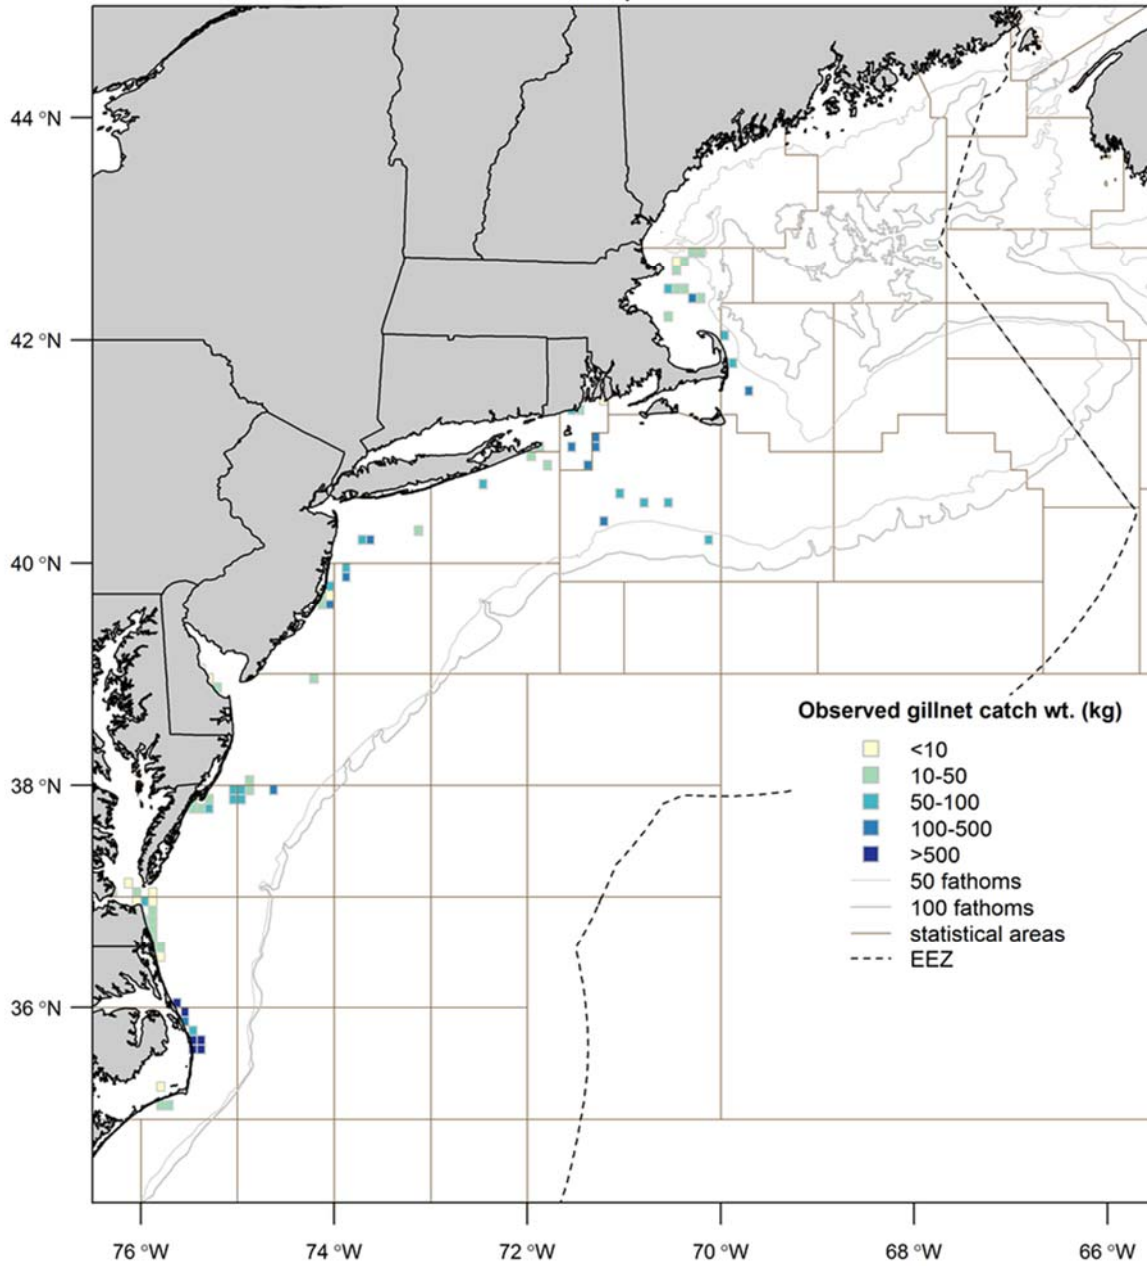 44 °N
42 °N
40 °N
38 °N
36 °N
Observed gillnet catch wt. (kg)
<10
10-50
50-100
100-500
>500
50 fathoms
100 fathoms
statistical areas
EEZ
76 °W
74 °W
72 °W
70 °W
68 °W
66 °W